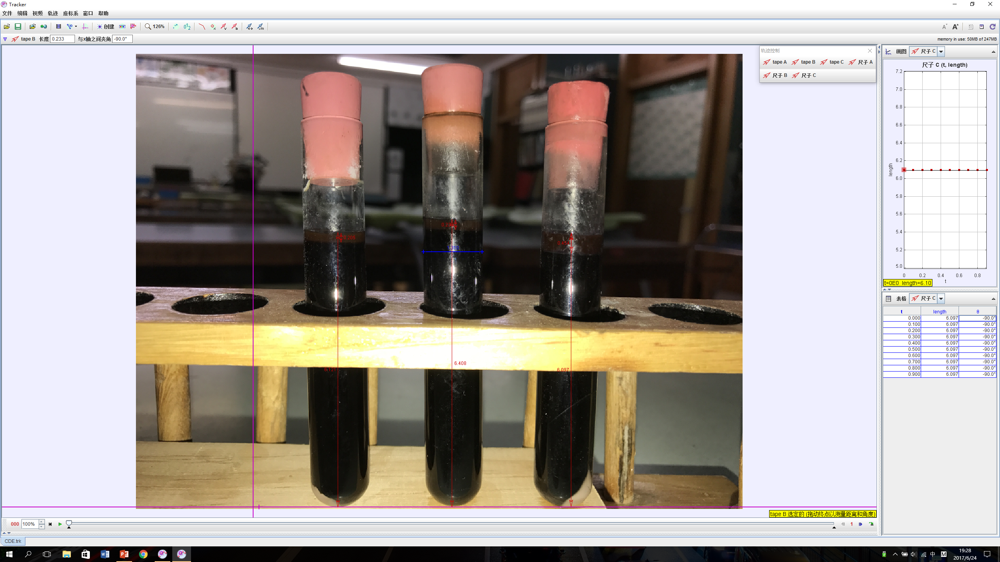 Tracker
文件 编辑 视频 轨迹 座标系 窗口 帮助
创建 126%
tape B 长度 0.233 与x轴之间夹角 -90.0°
memory in use: 50MB of 247MB
轨迹控制
tape A tape B tape C 尺子 A
尺子 B 尺子 C
0.205
6.408
6.097
画图 尺子 C
尺子 C (t, length)
7.2
7.0
6.8
6.6
6.4
6.2
6.0
5.8
5.6
5.4
5.2
5.0
length
0 0.2 0.4 0.6 0.8
t
t=0E0 length=6.10
表格 尺子 C
t length θ
0.000 6.097 -90.0°
0.100 6.097 -90.0°
0.200 6.097 -90.0°
0.300 6.097 -90.0°
0.400 6.097 -90.0°
0.500 6.097 -90.0°
0.600 6.097 -90.0°
0.700 6.097 -90.0°
0.800 6.097 -90.0°
0.900 6.097 -90.0°
tape B 选定的 (拖动终点以测量距离和角度)
000 100% 1
CDE.trk
中 M
19:28
2017/6/24